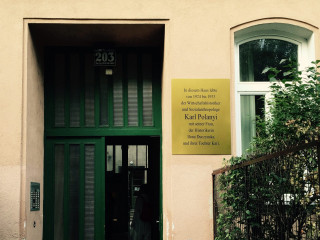 203
In diesem Haus lebte
von 1924 bis 1933
der Wirtschaftshistoriker
und Sozialanthropologe
Karl Polanyi
mit seiner Frau,
Ilona Duczynska
und ihrer Tochter Kari